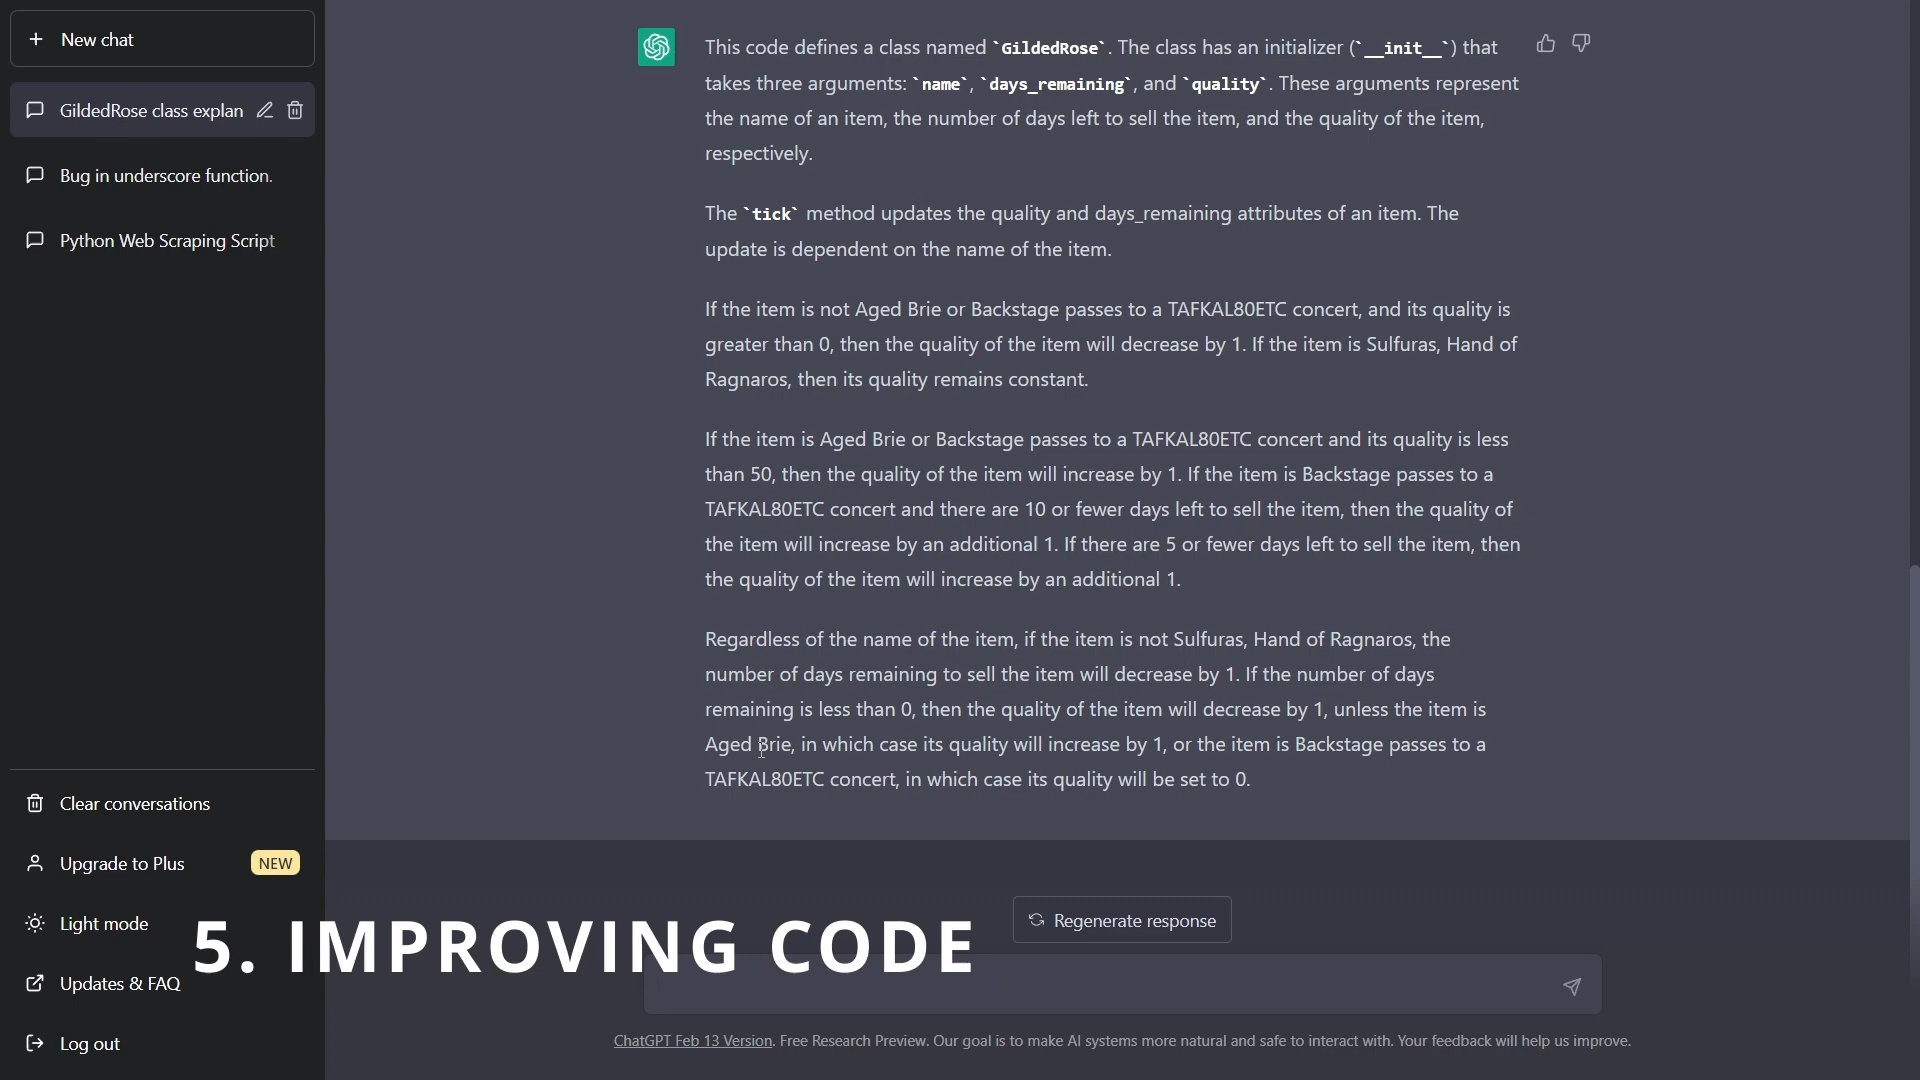 New chat
GildedRose class explan
Bug in underscore function.
Python Web Scraping Script
This code defines a class named `GildedRose`. The class has an initializer (`__init__`) that
takes three arguments: `name`, `days_remaining`, and `quality`. These arguments represent
the name of an item, the number of days left to sell the item, and the quality of the item,
respectively.
The `tick` method updates the quality and days_remaining attributes of an item. The
update is dependent on the name of the item.
If the item is not Aged Brie or Backstage passes to a TAFKAL80ETC concert, and its quality is
greater than 0, then the quality of the item will decrease by 1. If the item is Sulfuras, Hand of
Ragnaros, then its quality remains constant.
If the item is Aged Brie or Backstage passes to a TAFKAL80ETC concert and its quality is less
than 50, then the quality of the item will increase by 1. If the item is Backstage passes to a
TAFKAL80ETC concert and there are 10 or fewer days left to sell the item, then the quality of
the item will increase by an additional 1. If there are 5 or fewer days left to sell the item, then
the quality of the item will increase by an additional 1.
Regardless of the name of the item, if the item is not Sulfuras, Hand of Ragnaros, the
number of days remaining to sell the item will decrease by 1. If the number of days
remaining is less than 0, then the quality of the item will decrease by 1, unless the item is
Aged Brie, in which case its quality will increase by 1, or the item is Backstage passes to a
TAFKAL80ETC concert, in which case its quality will be set to 0.
Clear conversations
Upgrade to Plus NEW
Light mode
Updates & FAQ
Log out
5. IMPROVING CODE
Regenerate response
ChatGPT Feb 13 Version. Free Research Preview. Our goal is to make AI systems more natural and safe to interact with. Your feedback will help us improve.